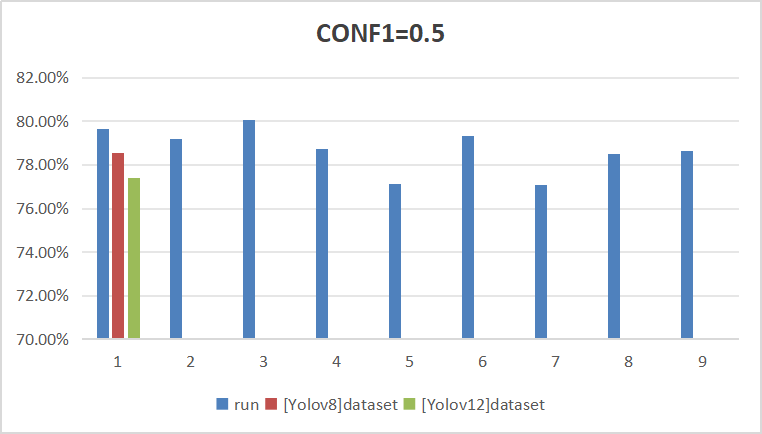 CONF1=0.5
82.00%
80.00%
78.00%
76.00%
74.00%
72.00%
70.00%
1 2 3 4 5 6 7 8 9
run [Yolov8]dataset [Yolov12]dataset